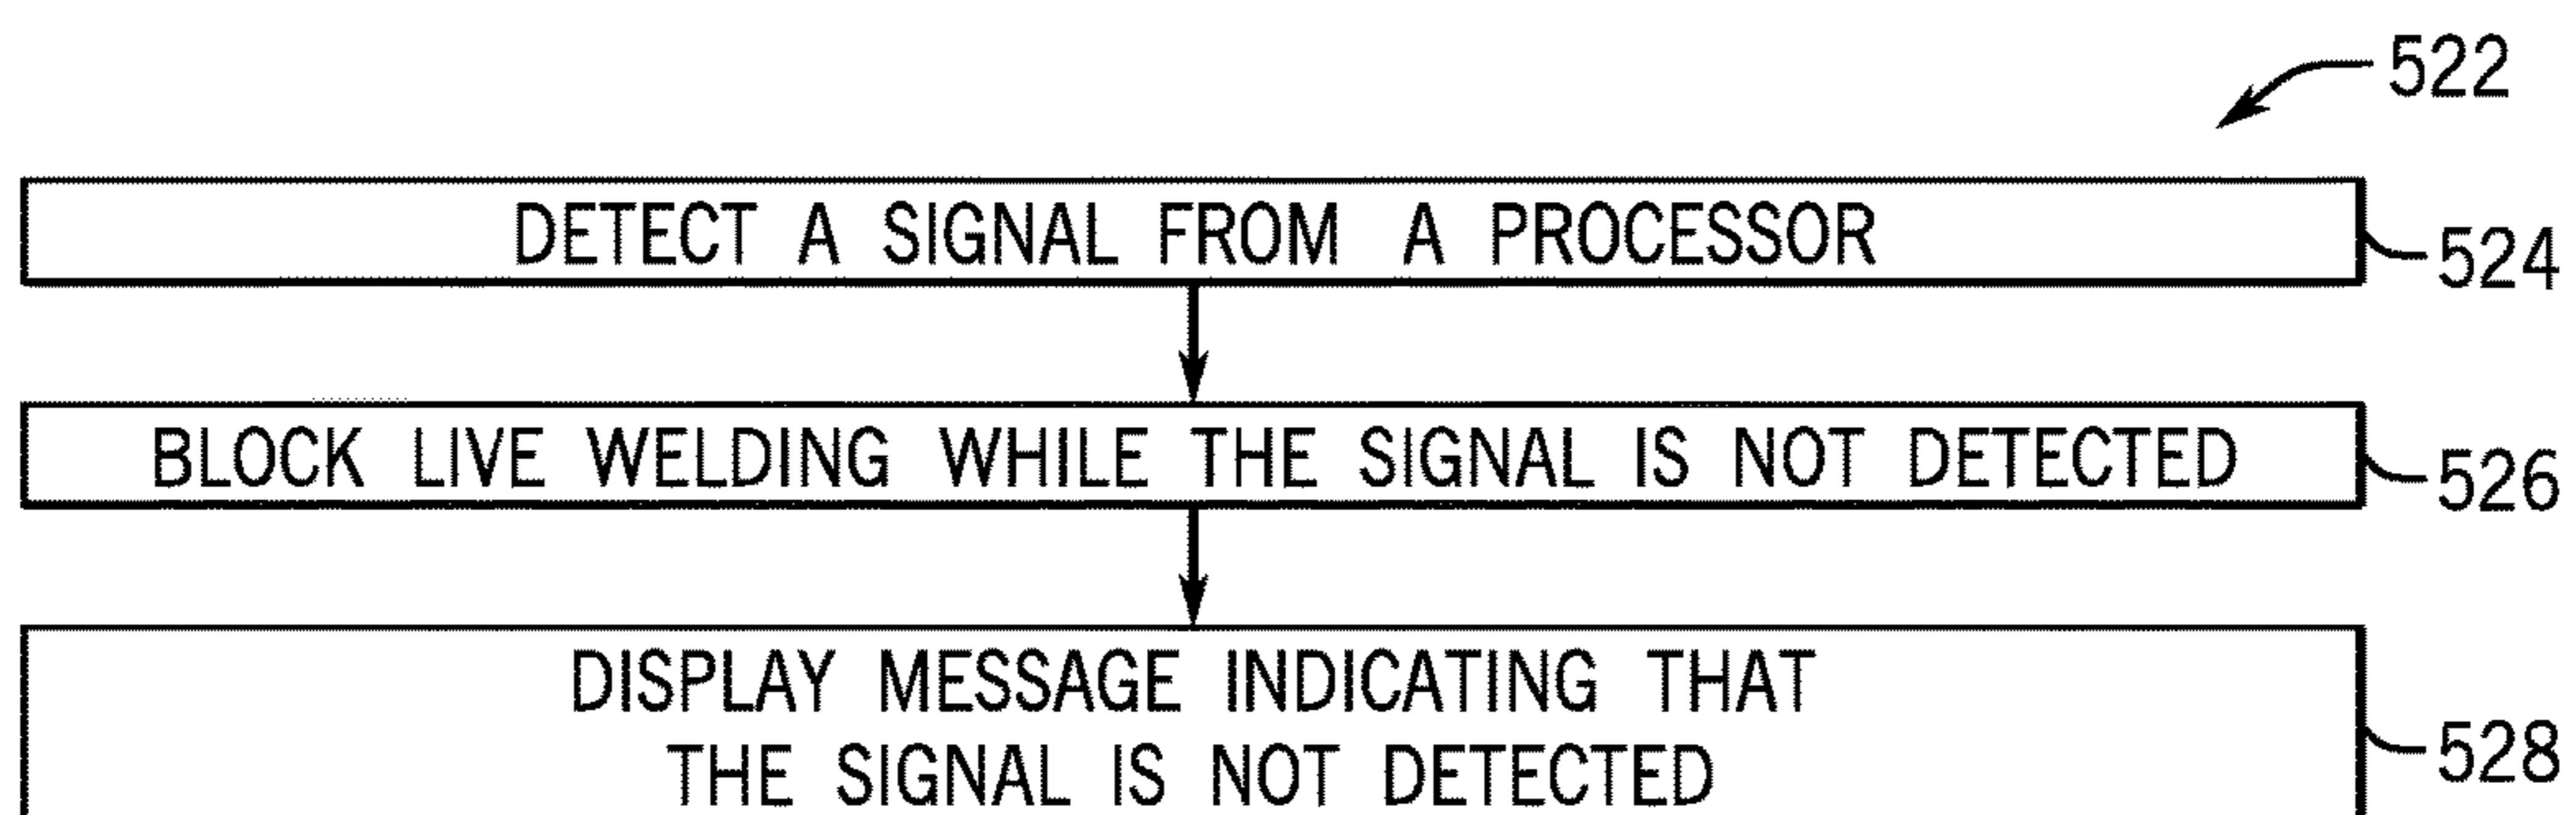 522
DETECT A SIGNAL FROM A PROCESSOR
524
BLOCK LIVE WELDING WHILE THE SIGNAL IS NOT DETECTED
526
DISPLAY MESSAGE INDICATING THAT
THE SIGNAL IS NOT DETECTED
528